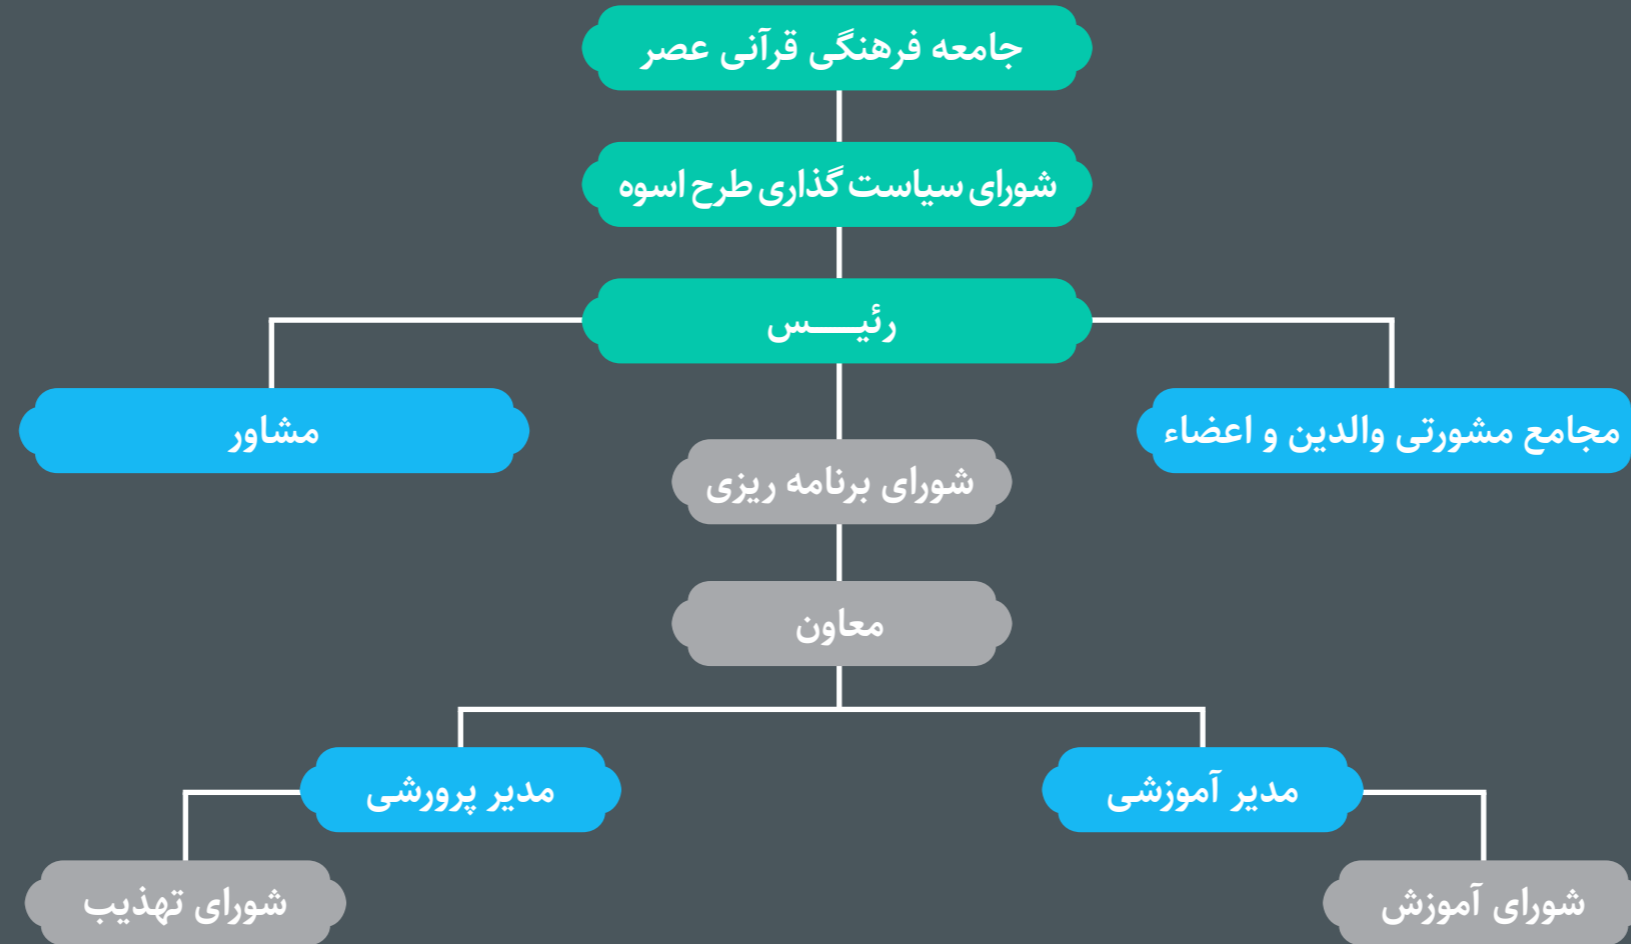 جامعه فرهنگی قرآنی عصر
شورای سیاست گذاری طرح اسوه
رئیـــس
مجامع مشورتی والدین و اعضاء
مشاور
شورای برنامه ریزی
معاون
مدیر آموزشی
مدیر پرورشی
شورای آموزش
شورای تهذیب